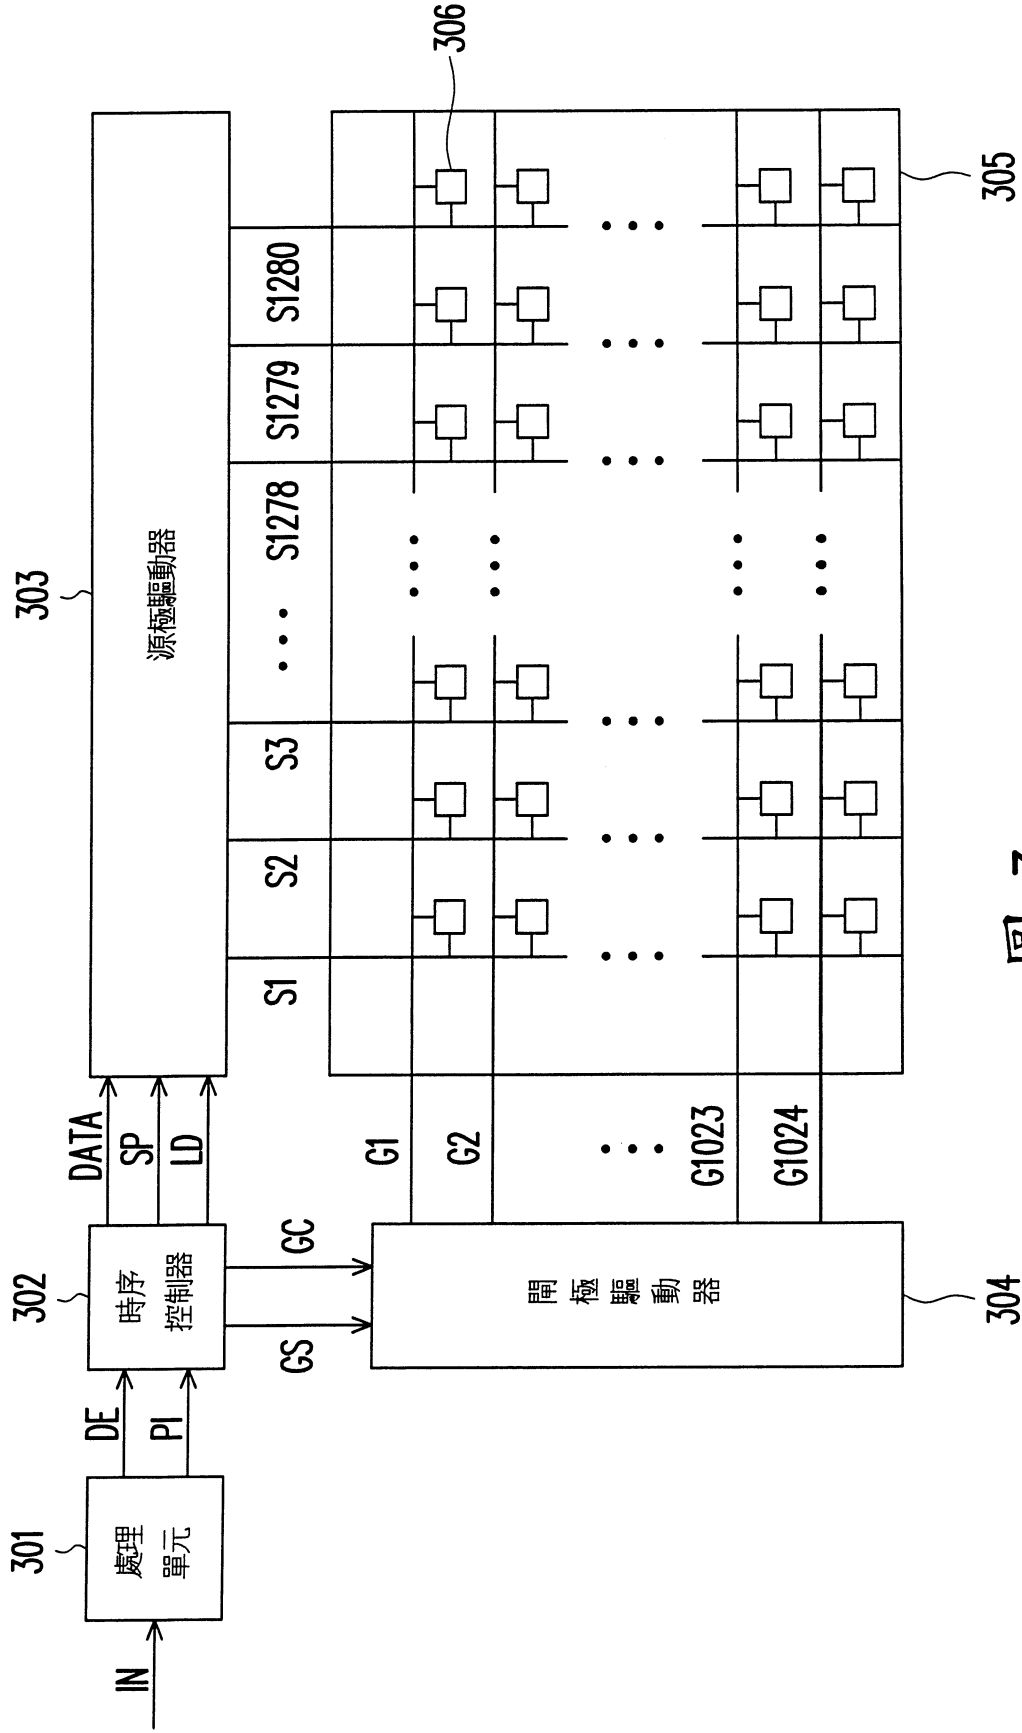 303
源極驅動器
302
時序
控制器
301
處理
單元
IN
DE
PI
DATA
SP
LD
GS
GC
S1
S2
S3
S1278
S1279
S1280
306
G1
G2
G1023
G1024
閘極驅動器
304
305
圖